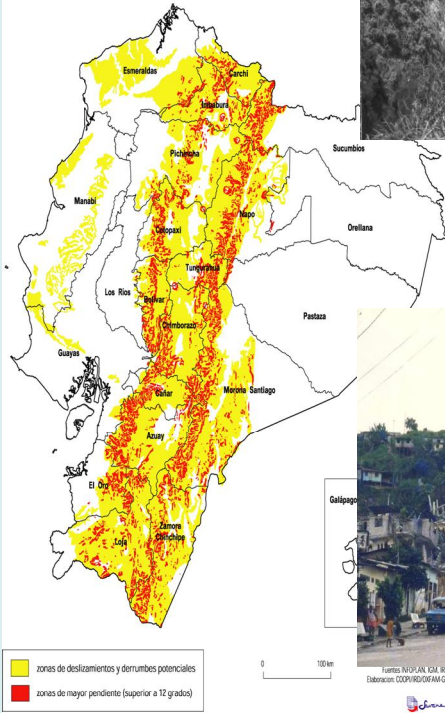 Esmeraldas
Carchi
Imbabura
Sucumbios
Pichincha
Manabí
Napo
Orellana
Cotopaxi
Tungurahua
Los Ríos
Bolívar
Pastaza
Chimborazo
Guayas
Morona Santiago
Cañar
Azuay
El Oro
Galápago
Zamora
Chinchipe
Loja
zonas de deslizamientos y derrumbes potenciales
zonas de mayor pendiente (superior a 12 grados)
0 100 km
Fuentes INFOPLAN, IGM, IR
Elaboracion: COOPI/IRD/OXFAM-G